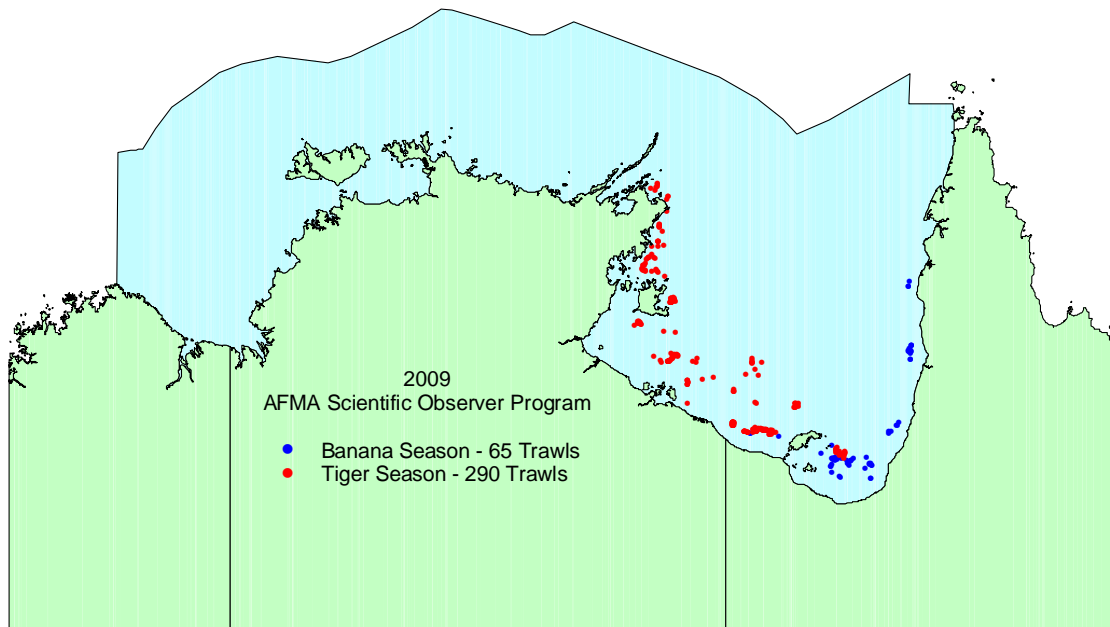 2009
AFMA Scientific Observer Program
Banana Season - 65 Trawls
Tiger Season - 290 Trawls